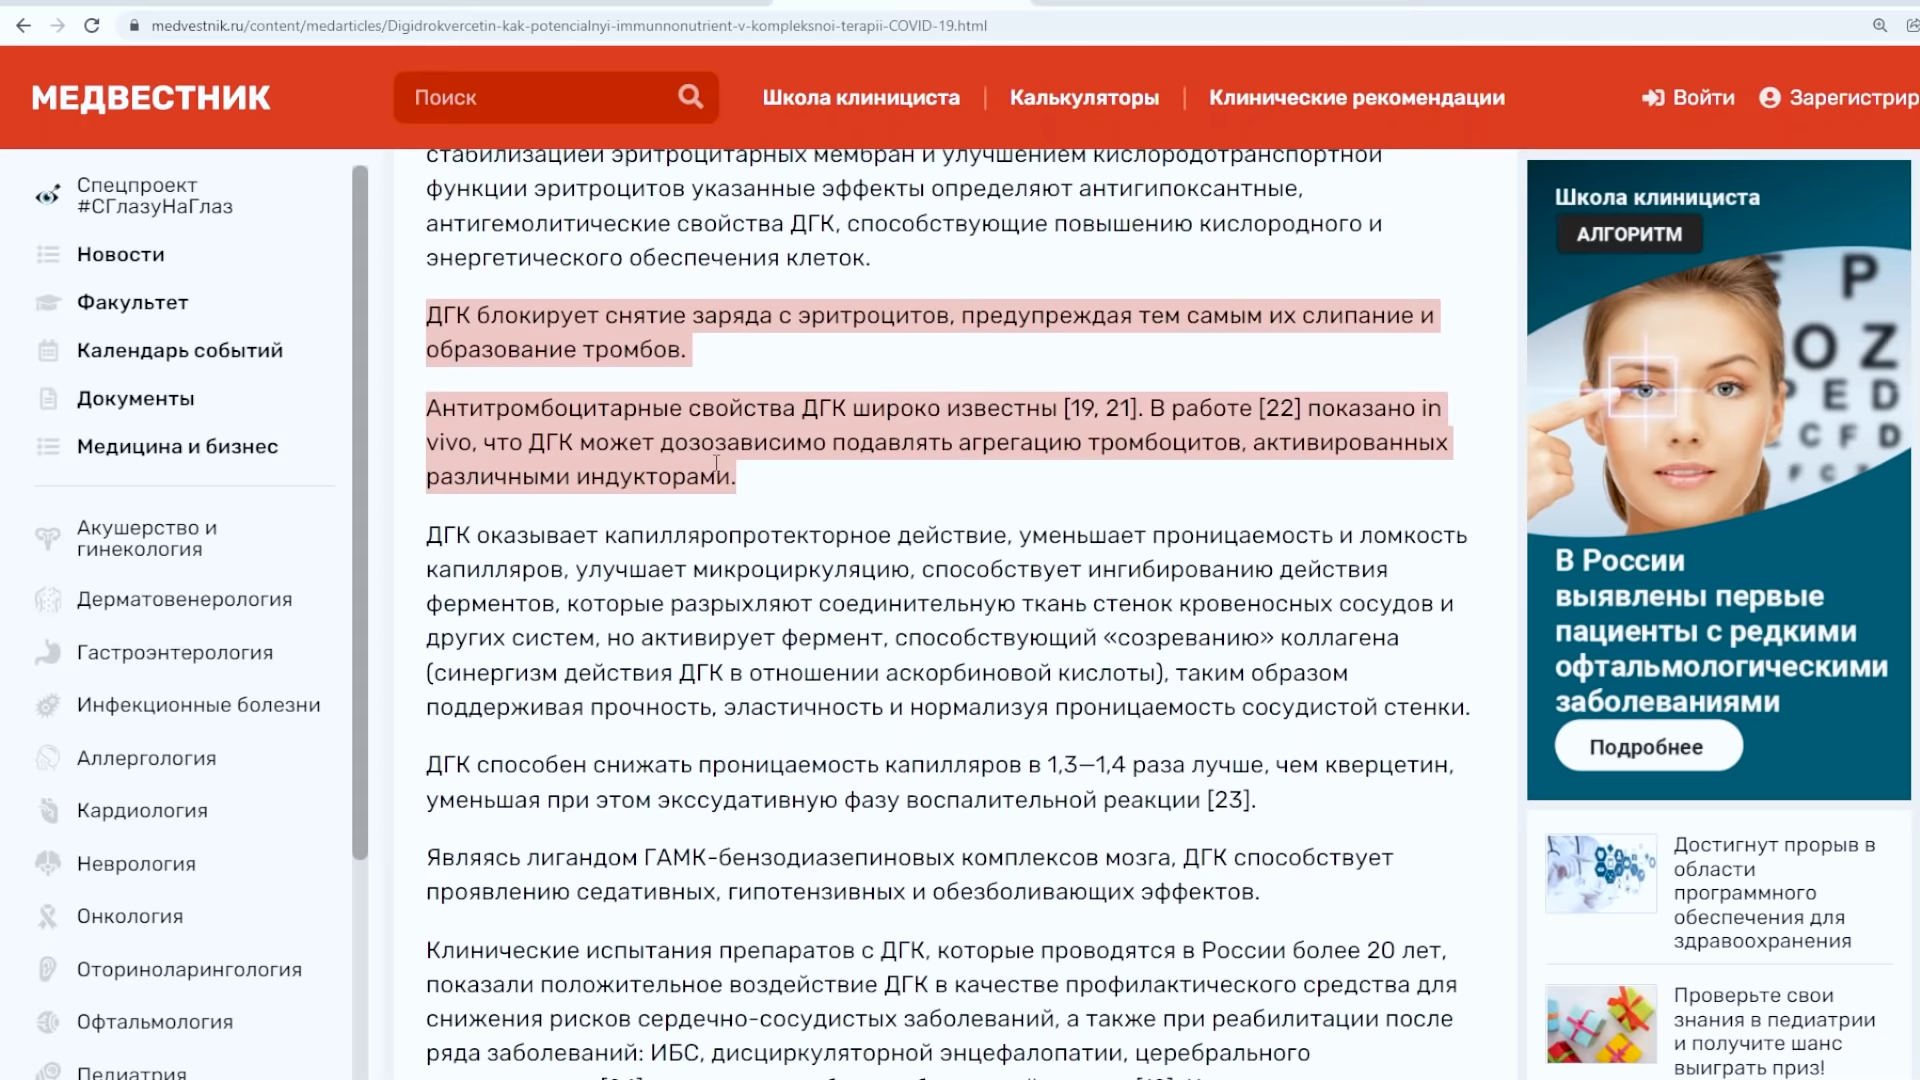 medvestnik.ru/content/medarticles/Digidrokvercetin-kak-potencialnyi-immunnonutrient-v-kompleksnoi-terapii-COVID-19.html
МЕДВЕСТНИК
Поиск
Школа клинициста
Калькуляторы
Клинические рекомендации
Войти
Зарегистрир
Спецпроект
#СГлазуНаГлаз
Новости
Факультет
Календарь событий
Документы
Медицина и бизнес
Акушерство и
гинекология
Дерматовенерология
Гастроэнтерология
Инфекционные болезни
Аллергология
Кардиология
Неврология
Онкология
Оториноларингология
Офтальмология
Педиатрия
стабилизацией эритроцитарных мембран и улучшением кислородотранспортной
функции эритроцитов указанные эффекты определяют антигипоксантные,
антигемолитические свойства ДГК, способствующие повышению кислородного и
энергетического обеспечения клеток.
ДГК блокирует снятие заряда с эритроцитов, предупреждая тем самым их слипание и
образование тромбов.
Антитромбоцитарные свойства ДГК широко известны [19, 21]. В работе [22] показано in
vivo, что ДГК может дозозависимо подавлять агрегацию тромбоцитов, активированных
различными индукторами.
ДГК оказывает капилляропротекторное действие, уменьшает проницаемость и ломкость
капилляров, улучшает микроциркуляцию, способствует ингибированию действия
ферментов, которые разрыхляют соединительную ткань стенок кровеносных сосудов и
других систем, но активирует фермент, способствующий «созреванию» коллагена
(синергизм действия ДГК в отношении аскорбиновой кислоты), таким образом
поддерживая прочность, эластичность и нормализуя проницаемость сосудистой стенки.
ДГК способен снижать проницаемость капилляров в 1,3—1,4 раза лучше, чем кверцетин,
уменьшая при этом экссудативную фазу воспалительной реакции [23].
Являясь лигандом ГАМК-бензодиазепиновых комплексов мозга, ДГК способствует
проявлению седативных, гипотензивных и обезболивающих эффектов.
Клинические испытания препаратов с ДГК, которые проводятся в России более 20 лет,
показали положительное воздействие ДГК в качестве профилактического средства для
снижения рисков сердечно-сосудистых заболеваний, а также при реабилитации после
ряда заболеваний: ИБС, дисциркуляторной энцефалопатии, церебрального
Школа клинициста
АЛГОРИТМ
P
O Z
P E D
C F D
F C
В России
выявлены первые
пациенты с редкими
офтальмологическими
заболеваниями
Подробнее
Достигнут прорыв в
области
программного
обеспечения для
здравоохранения
Проверьте свои
знания в педиатрии
и получите шанс
выиграть приз!